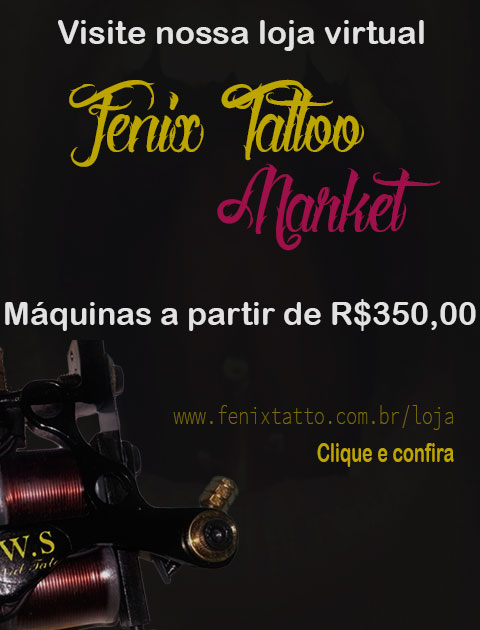 Visite nossa loja virtual
Fenix Tattoo
Market
Máquinas a partir de R$350,00
www.fenixtatto.com.br/loja
Clique e confira
W.S